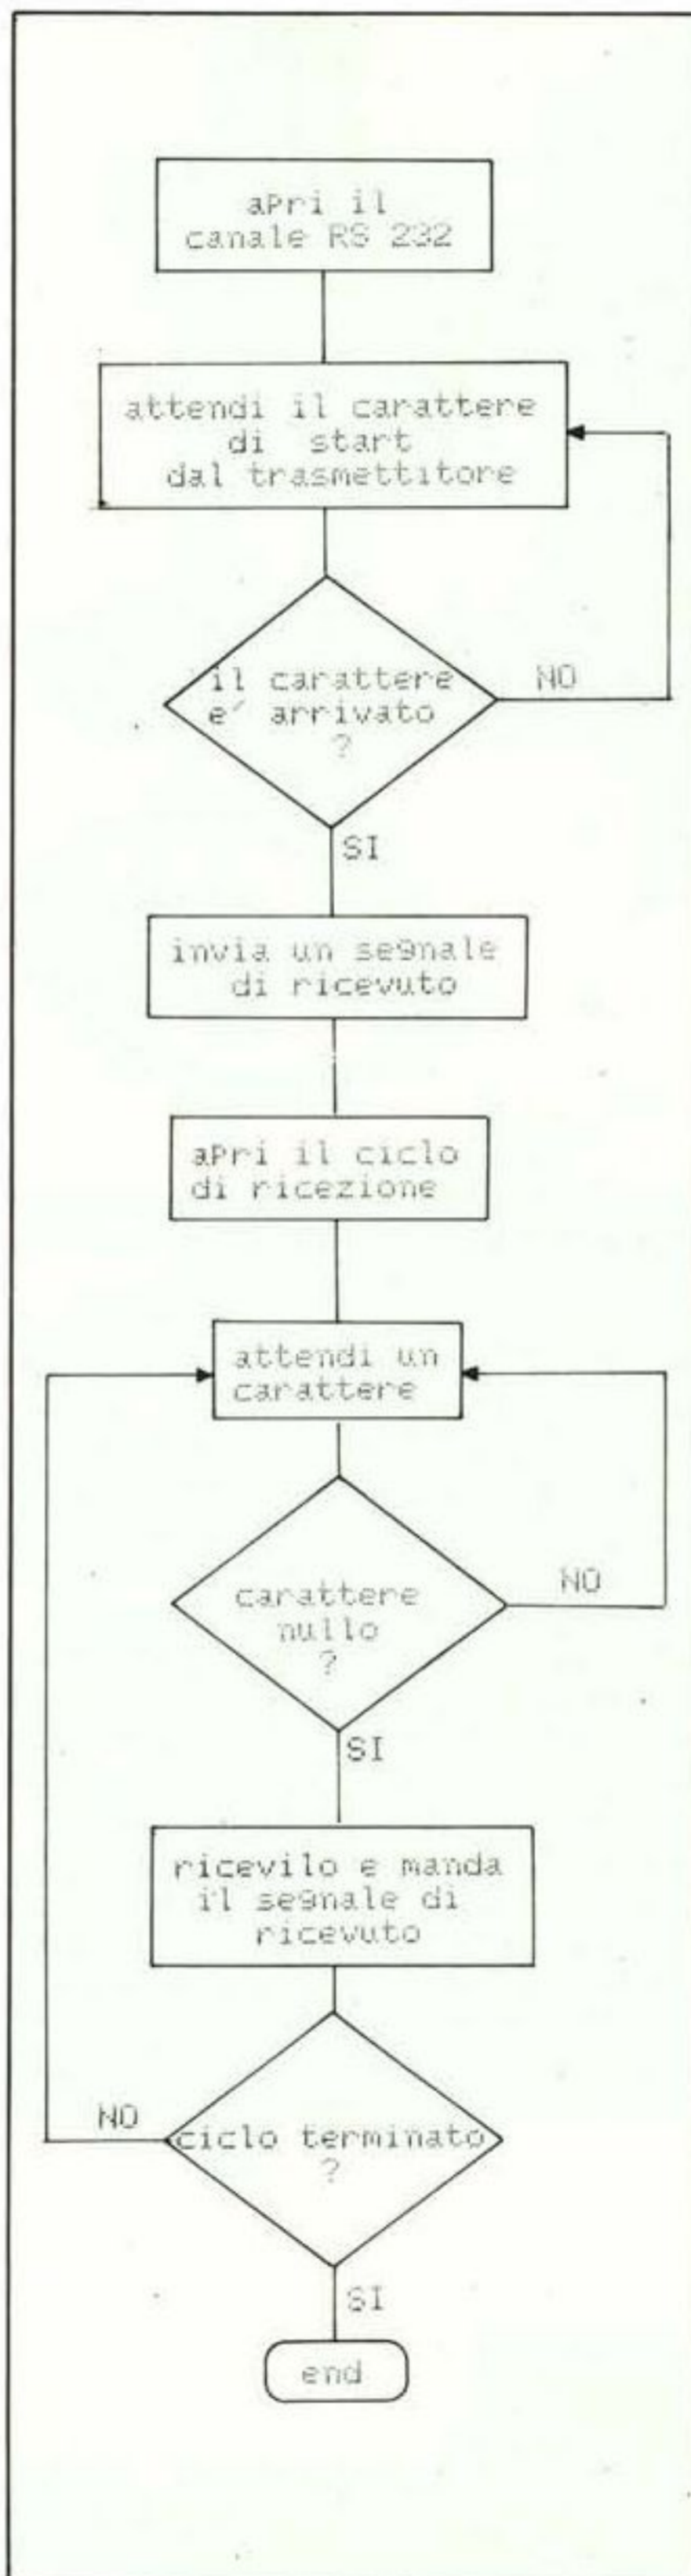 apri il
canale RS 232
attendi il carattere
di start
dal trasmettitore
il carattere
e' arrivato
?
NO
SI
invia un segnale
di ricevuto
apri il ciclo
di ricezione
attendi un
carattere
carattere
nullo
?
NO
SI
ricevilo e manda
il segnale di
ricevuto
NO
ciclo terminato
?
SI
end